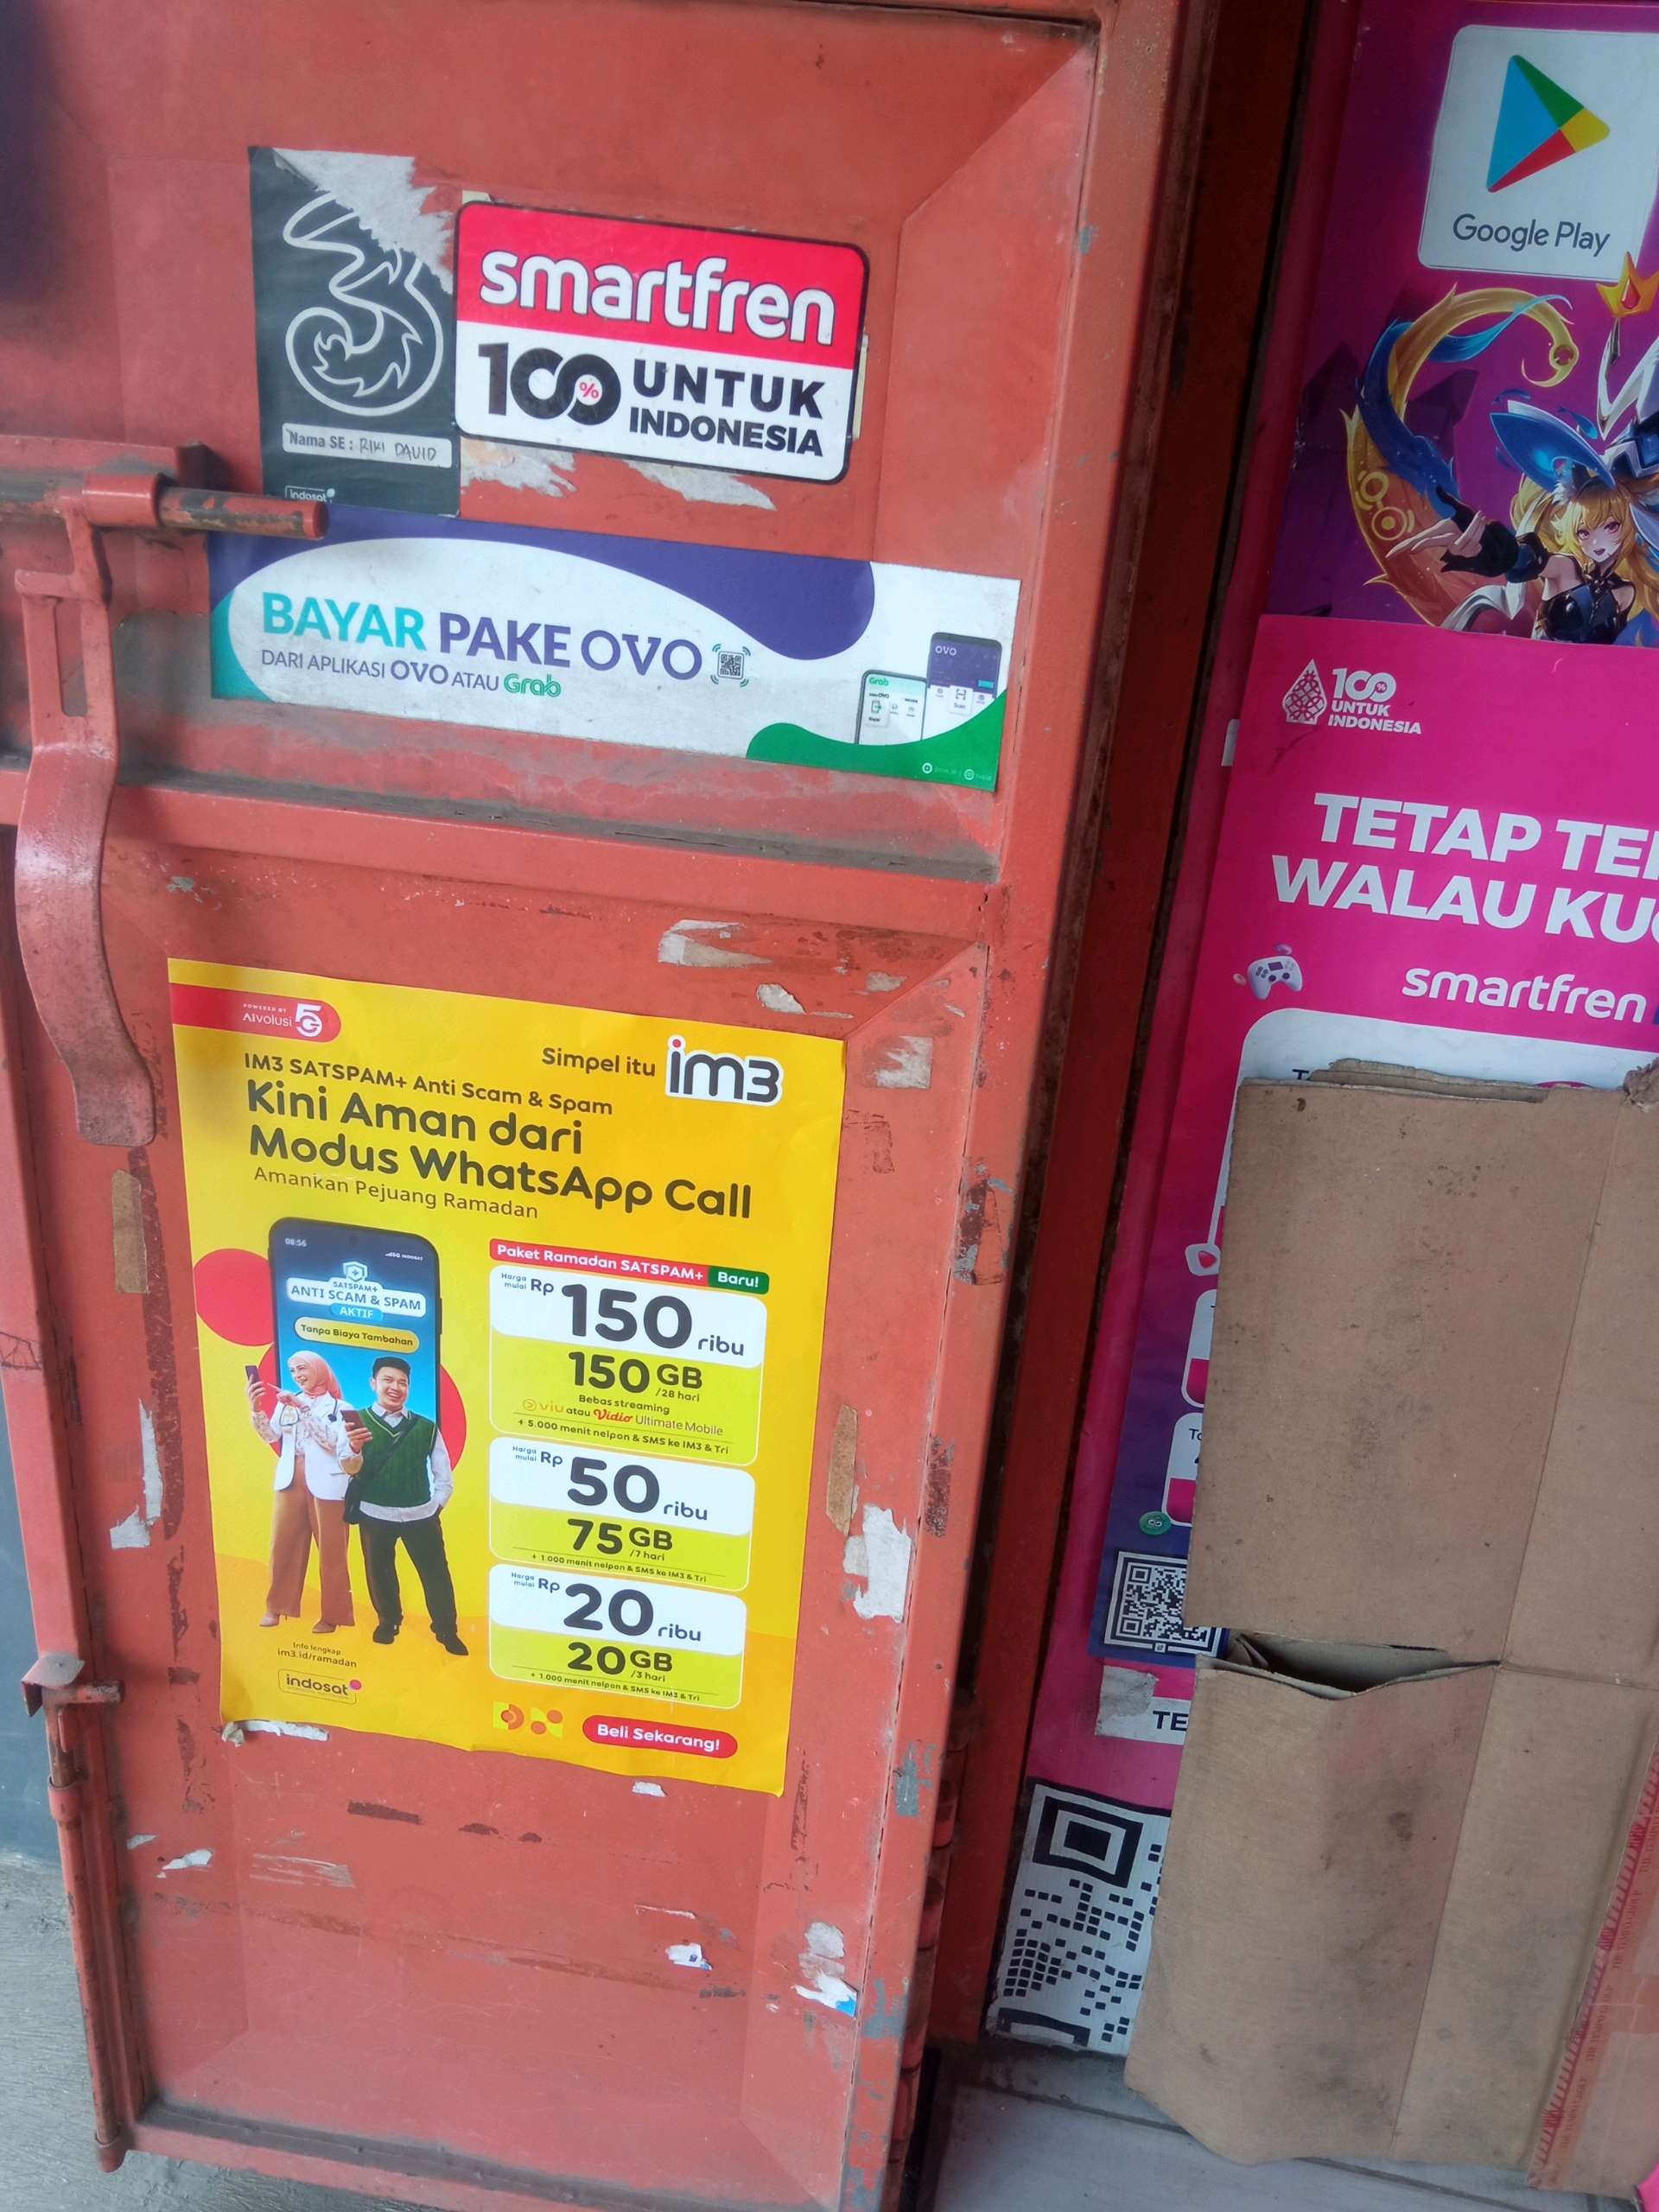 Nama SE : RIKI DAVID
indosat
smartfren
100% UNTUK
INDONESIA
BAYAR PAKE OVO
DARI APLIKASI OVO ATAU Grab
OVO
Grab
POWERED BY
AIvolusi 5G
Simpel itu im3
IM3 SATSPAM+ Anti Scam & Spam
Kini Aman dari
Modus WhatsApp Call
Amankan Pejuang Ramadan
08:56
SATSPAM+
ANTI SCAM & SPAM
AKTIF
Tanpa Biaya Tambahan
Paket Ramadan SATSPAM+ Baru!
Harga mulai Rp 150 ribu
150 GB /28 hari
Bebas streaming
viu atau Vidio Ultimate Mobile
+ 5.000 menit nelpon & SMS ke IM3 & Tri
Harga mulai Rp 50 ribu
75 GB /7 hari
+ 1.000 menit nelpon & SMS ke IM3 & Tri
Harga mulai Rp 20 ribu
20 GB /3 hari
+ 1.000 menit nelpon & SMS ke IM3 & Tri
Info lengkap
im3.id/ramadan
indosat
Beli Sekarang!
Google Play
100%
UNTUK
INDONESIA
TETAP TE
WALAU KU
smartfren
TE